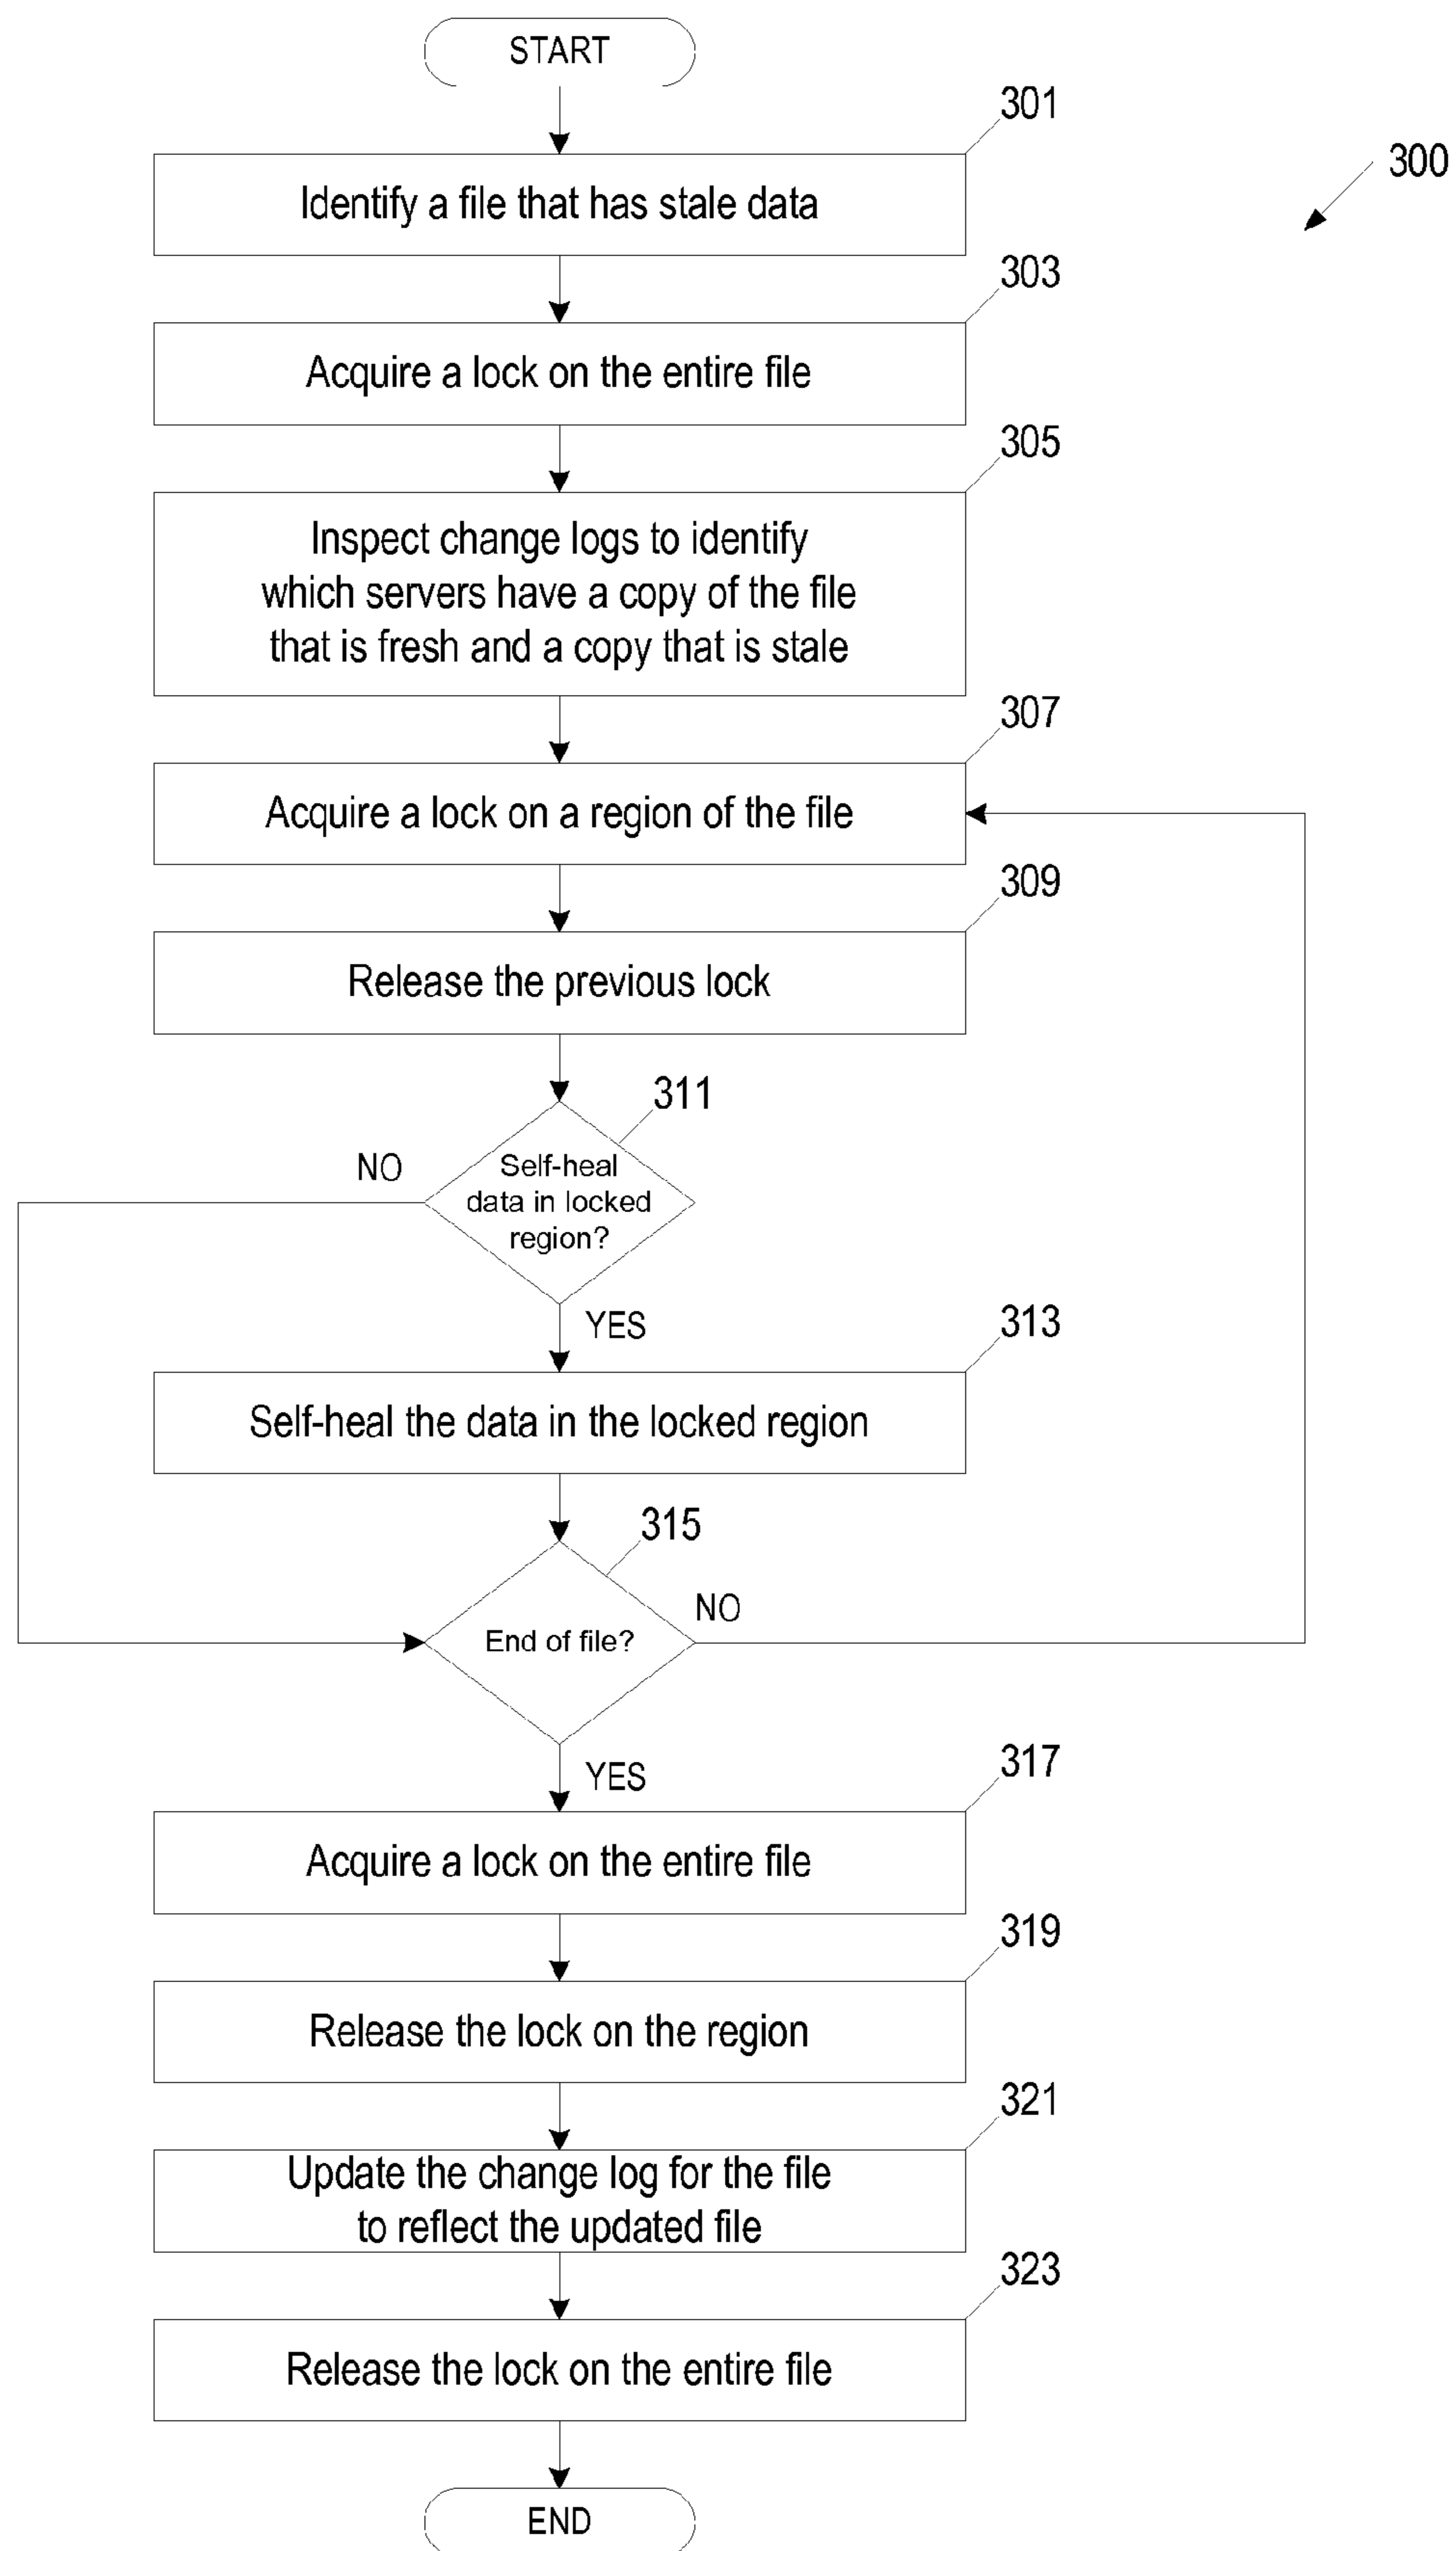 START
301
300
Identify a file that has stale data
303
Acquire a lock on the entire file
305
Inspect change logs to identify
which servers have a copy of the file
that is fresh and a copy that is stale
307
Acquire a lock on a region of the file
309
Release the previous lock
311
NO
Self-heal
data in locked
region?
YES
313
Self-heal the data in the locked region
315
NO
End of file?
YES
317
Acquire a lock on the entire file
319
Release the lock on the region
321
Update the change log for the file
to reflect the updated file
323
Release the lock on the entire file
END